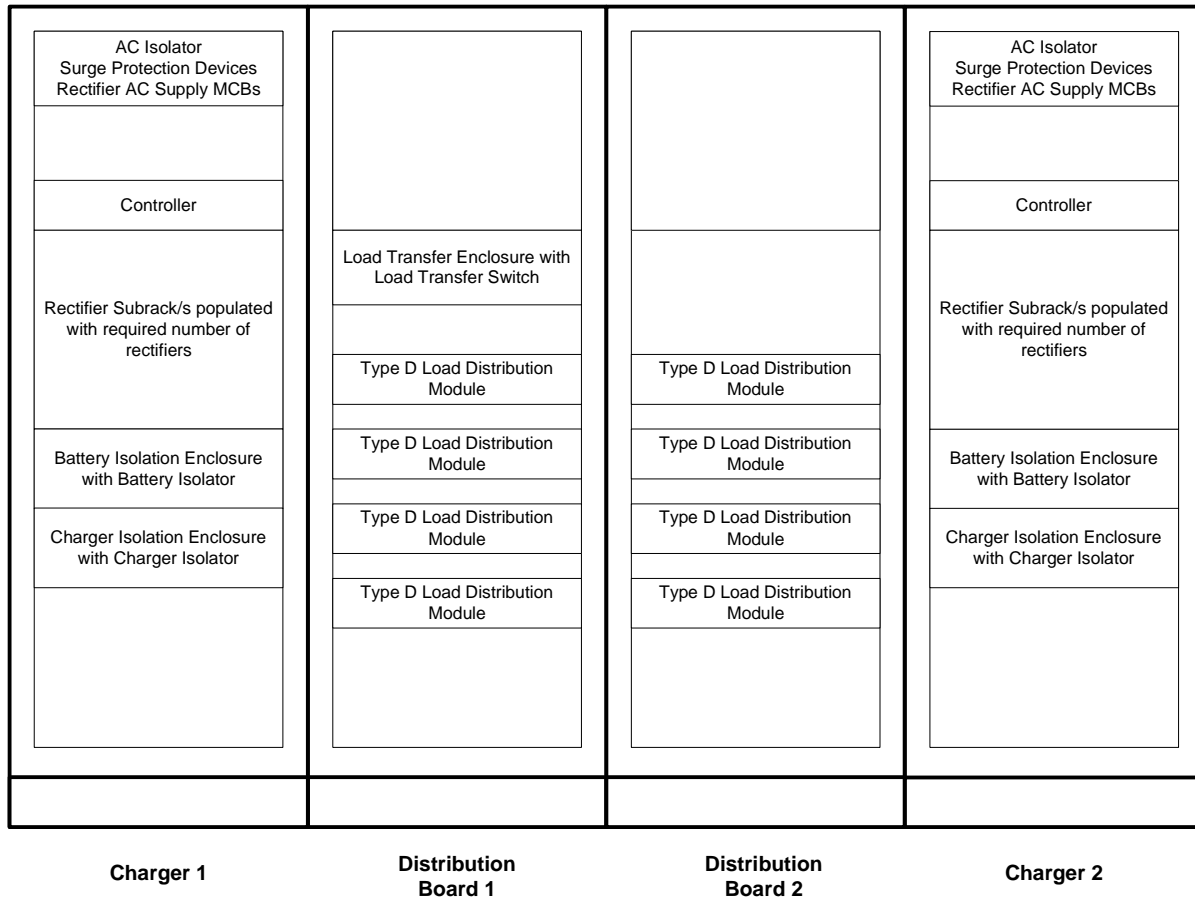 AC Isolator
Surge Protection Devices
Rectifier AC Supply MCBs
Controller
Rectifier Subrack/s populated
with required number of
rectifiers
Battery Isolation Enclosure
with Battery Isolator
Charger Isolation Enclosure
with Charger Isolator
Charger 1
Load Transfer Enclosure with
Load Transfer Switch
Type D Load Distribution
Module
Type D Load Distribution
Module
Type D Load Distribution
Module
Type D Load Distribution
Module
Distribution
Board 1
Type D Load Distribution
Module
Type D Load Distribution
Module
Type D Load Distribution
Module
Type D Load Distribution
Module
Distribution
Board 2
AC Isolator
Surge Protection Devices
Rectifier AC Supply MCBs
Controller
Rectifier Subrack/s populated
with required number of
rectifiers
Battery Isolation Enclosure
with Battery Isolator
Charger Isolation Enclosure
with Charger Isolator
Charger 2